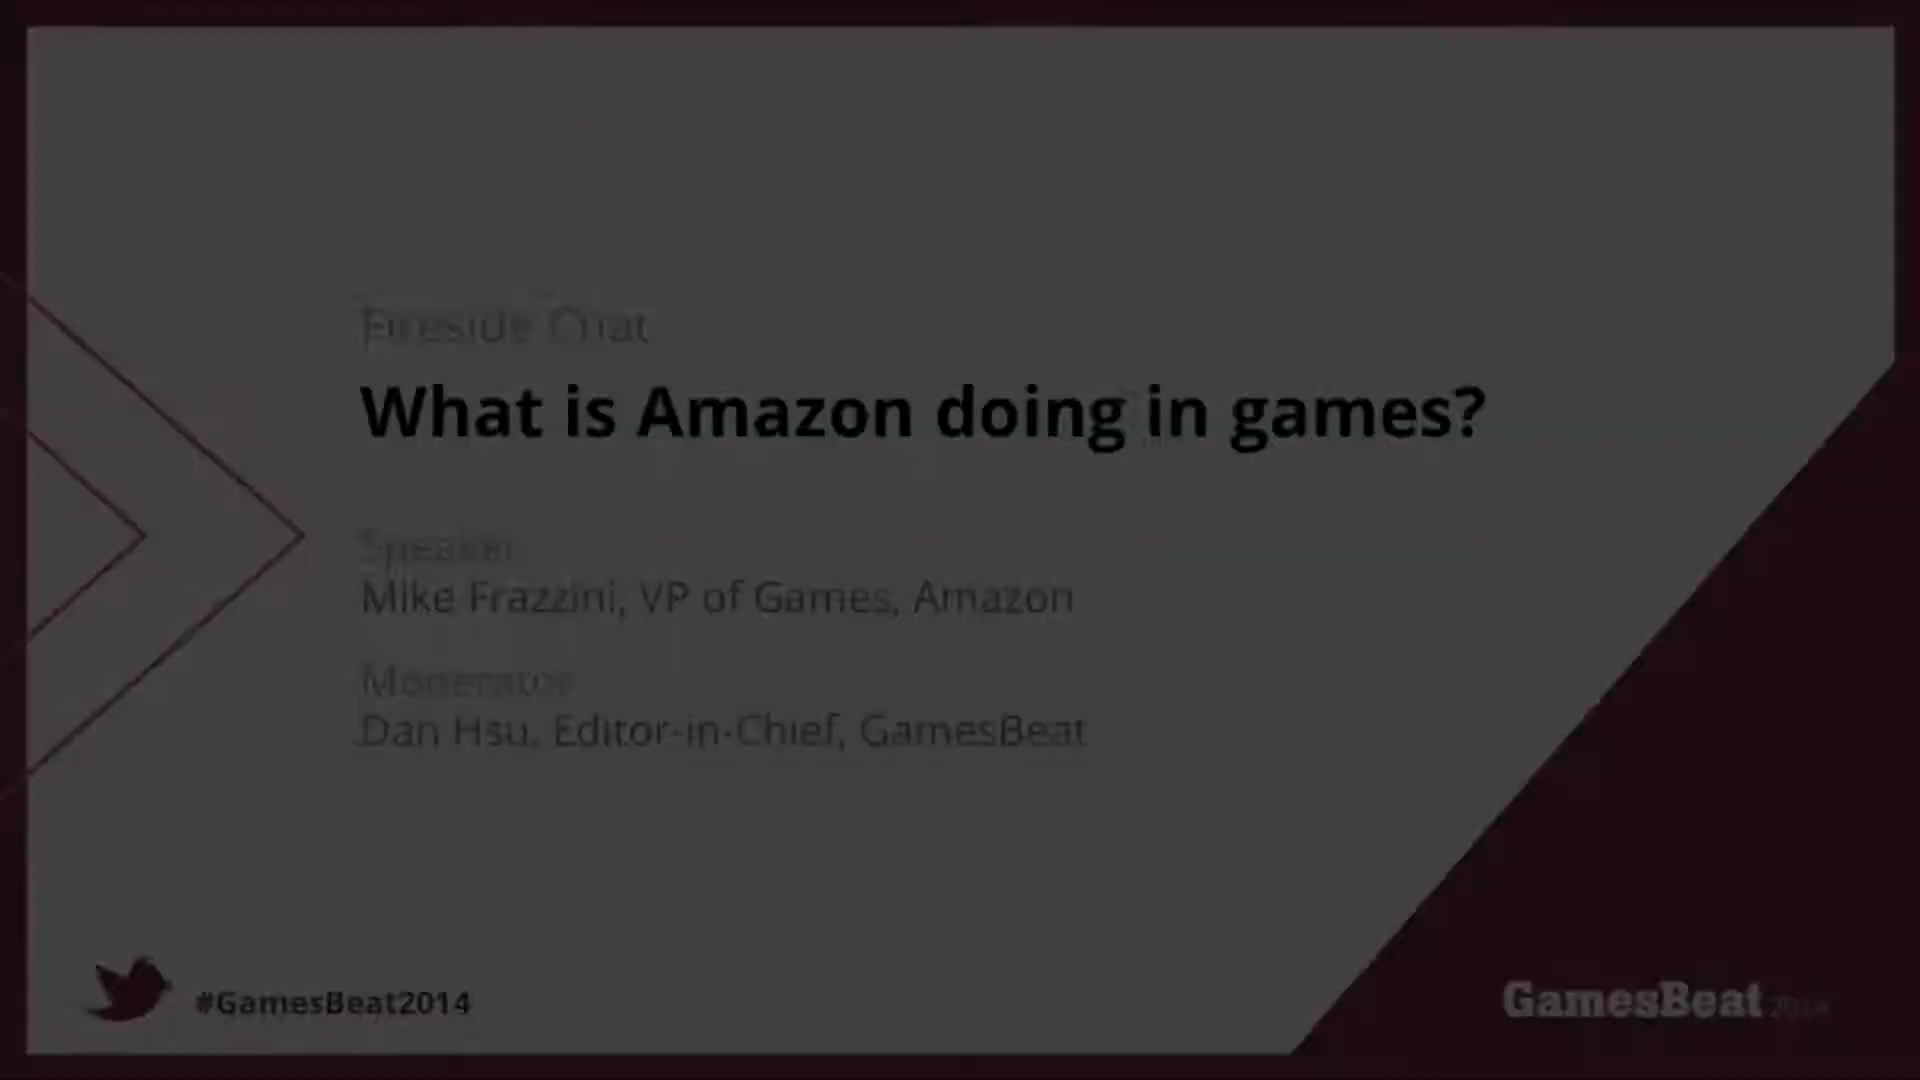 Fireside Chat
What is Amazon doing in games?
Speaker
Mike Frazzini, VP of Games, Amazon
Moderator
Dan Hsu, Editor-in-Chief, GamesBeat
#GamesBeat2014
GamesBeat 2014